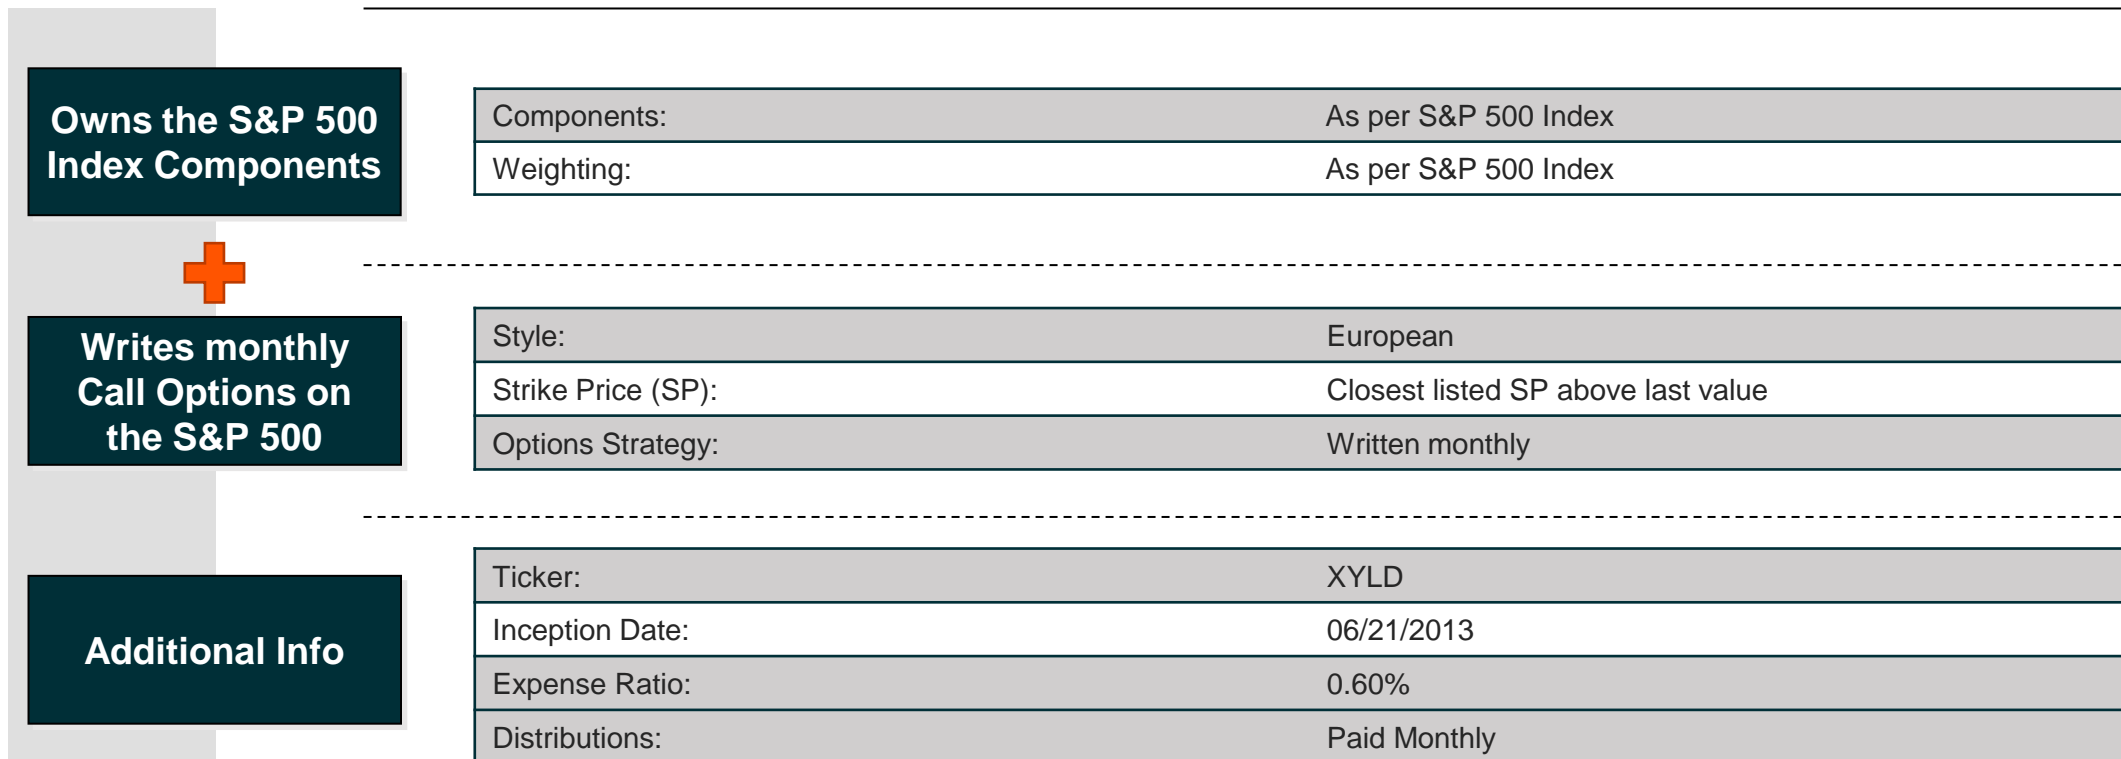 Owns the S&P 500
Index Components
Components: As per S&P 500 Index
Weighting: As per S&P 500 Index
Writes monthly
Call Options on
the S&P 500
Style: European
Strike Price (SP): Closest listed SP above last value
Options Strategy: Written monthly
Additional Info
Ticker: XYLD
Inception Date: 06/21/2013
Expense Ratio: 0.60%
Distributions: Paid Monthly